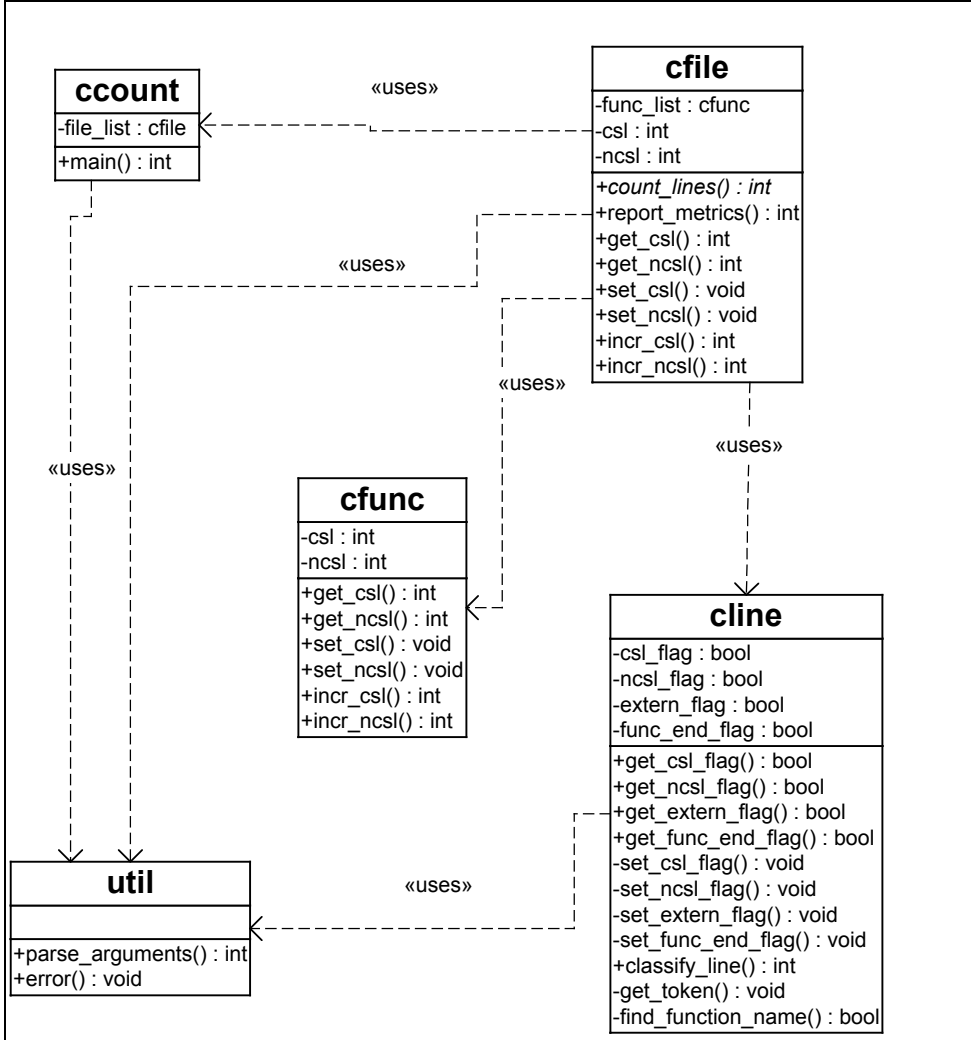 ccount
-file_list : cfile
+main() : int
«uses»
cfile
-func_list : cfunc
-csl : int
-ncsl : int
+count_lines() : int
+report_metrics() : int
+get_csl() : int
+get_ncsl() : int
+set_csl() : void
+set_ncsl() : void
+incr_csl() : int
+incr_ncsl() : int
«uses»
«uses»
«uses»
«uses»
cfunc
-csl : int
-ncsl : int
+get_csl() : int
+get_ncsl() : int
+set_csl() : void
+set_ncsl() : void
+incr_csl() : int
+incr_ncsl() : int
cline
-csl_flag : bool
-ncsl_flag : bool
-extern_flag : bool
-func_end_flag : bool
+get_csl_flag() : bool
+get_ncsl_flag() : bool
+get_extern_flag() : bool
+get_func_end_flag() : bool
-set_csl_flag() : void
-set_ncsl_flag() : void
-set_extern_flag() : void
-set_func_end_flag() : void
+classify_line() : int
-get_token() : void
-find_function_name() : bool
«uses»
util
+parse_arguments() : int
+error() : void